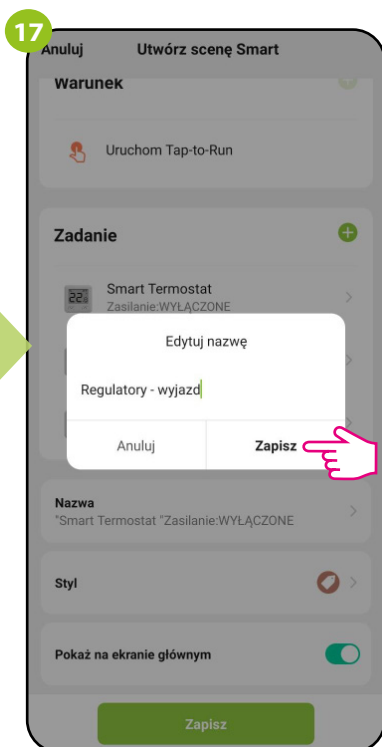 17
Anuluj Utwórz scenę Smart
Warunek
Uruchom Tap-to-Run
Zadanie
22
Smart Termostat
Zasilanie:WYŁĄCZONE
Edytuj nazwę
Regulatory - wyjazd
Anuluj Zapisz
Nazwa
"Smart Termostat "Zasilanie:WYŁĄCZONE
Styl
Pokaż na ekranie głównym
Zapisz